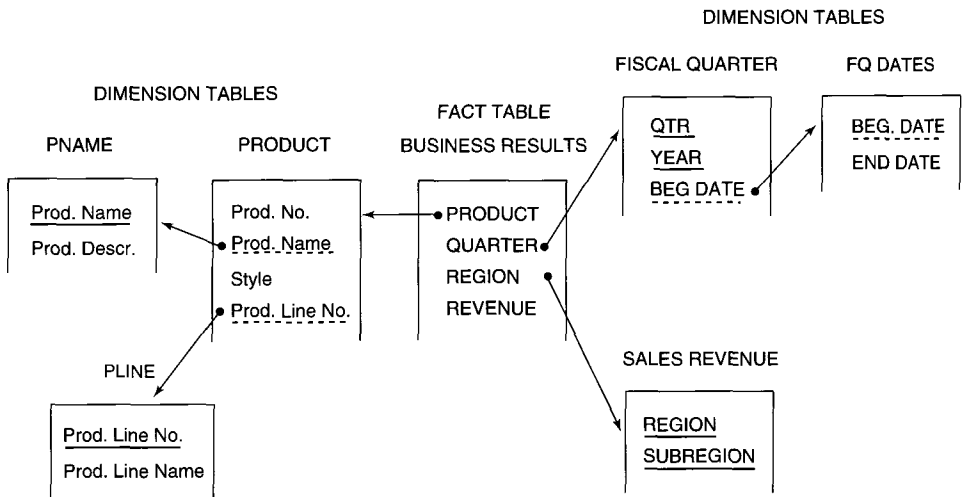 DIMENSION TABLES
FISCAL QUARTER
FQ DATES
QTR
YEAR
BEG DATE
BEG. DATE
END DATE
DIMENSION TABLES
PNAME
PRODUCT
FACT TABLE
BUSINESS RESULTS
Prod. Name
Prod. Descr.
Prod. No.
Prod. Name
Style
Prod. Line No.
PRODUCT
QUARTER
REGION
REVENUE
PLINE
Prod. Line No.
Prod. Line Name
SALES REVENUE
REGION
SUBREGION